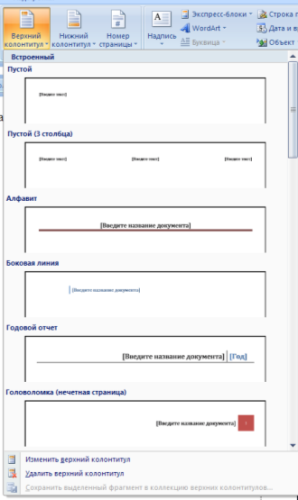 Верхний колонтитул
Нижний колонтитул
Номер страницы
Надпись
Экспресс-блоки
WordArt
Буквица
Строка
Дата и в
Объект
Встроенный
Пустой
[Введите текст]
Пустой (3 столбца)
[Введите текст] [Введите текст] [Введите текст]
Алфавит
[Введите название документа]
Боковая линия
[Введите название документа]
Годовой отчет
[Введите название документа] [Год]
Головоломка (нечетная страница)
[Введите название документа]
Изменить верхний колонтитул
Удалить верхний колонтитул
Сохранить выделенный фрагмент в коллекцию верхних колонтитулов...